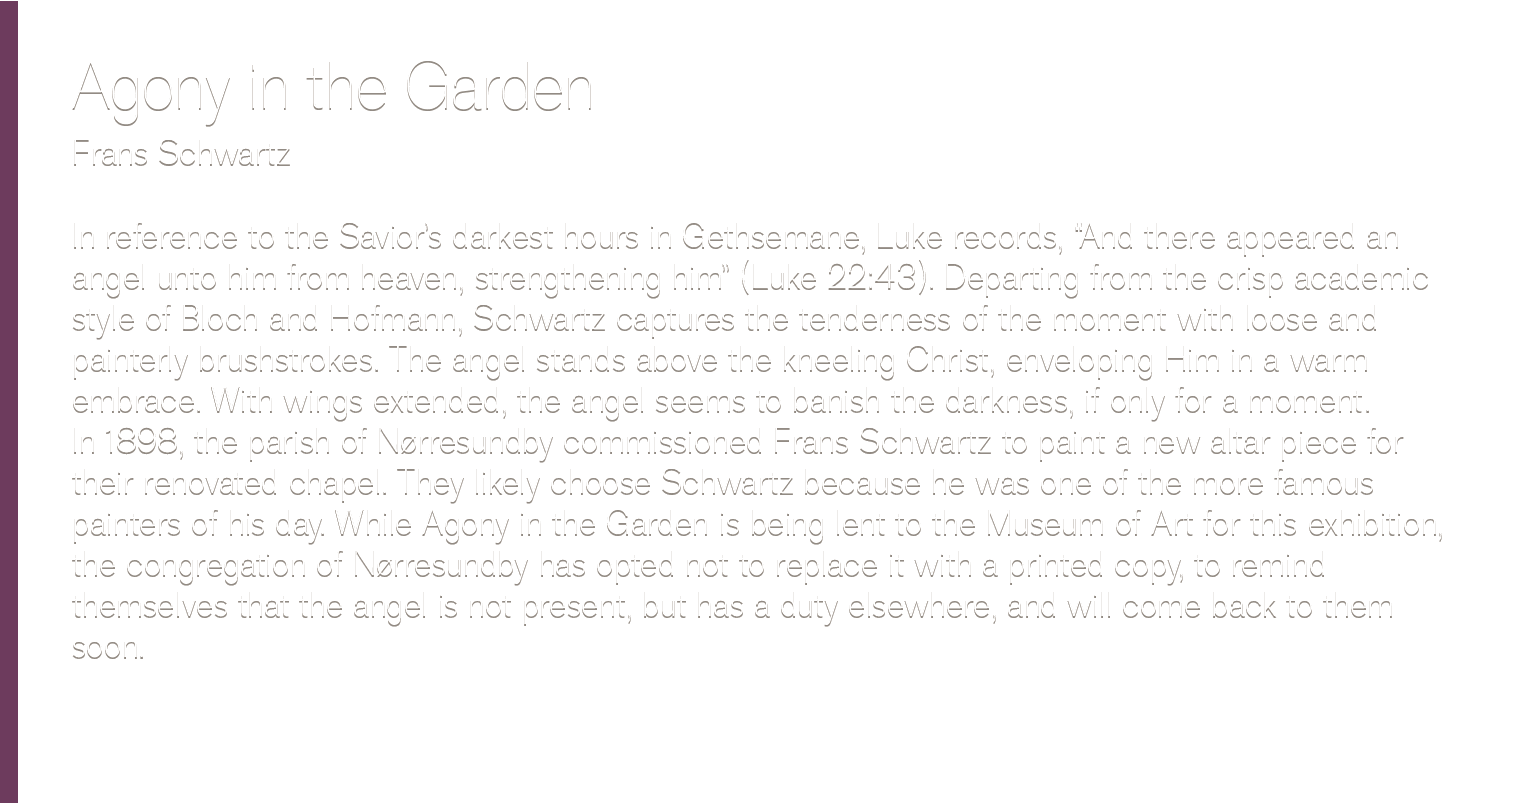 Agony in the Garden
Frans Schwartz
In reference to the Savior's darkest hours in Gethsemane, Luke records, “And there appeared an
angel unto him from heaven, strengthening him” (Luke 22:43). Departing from the crisp academic
style of Bloch and Hofmann, Schwartz captures the tenderness of the moment with loose and
painterly brushstrokes. The angel stands above the kneeling Christ, enveloping Him in a warm
embrace. With wings extended, the angel seems to banish the darkness, if only for a moment.
In 1898, the parish of Nørresundby commissioned Frans Schwartz to paint a new altar piece for
their renovated chapel. They likely choose Schwartz because he was one of the more famous
painters of his day. While Agony in the Garden is being lent to the Museum of Art for this exhibition,
the congregation of Nørresundby has opted not to replace it with a printed copy, to remind
themselves that the angel is not present, but has a duty elsewhere, and will come back to them
soon.